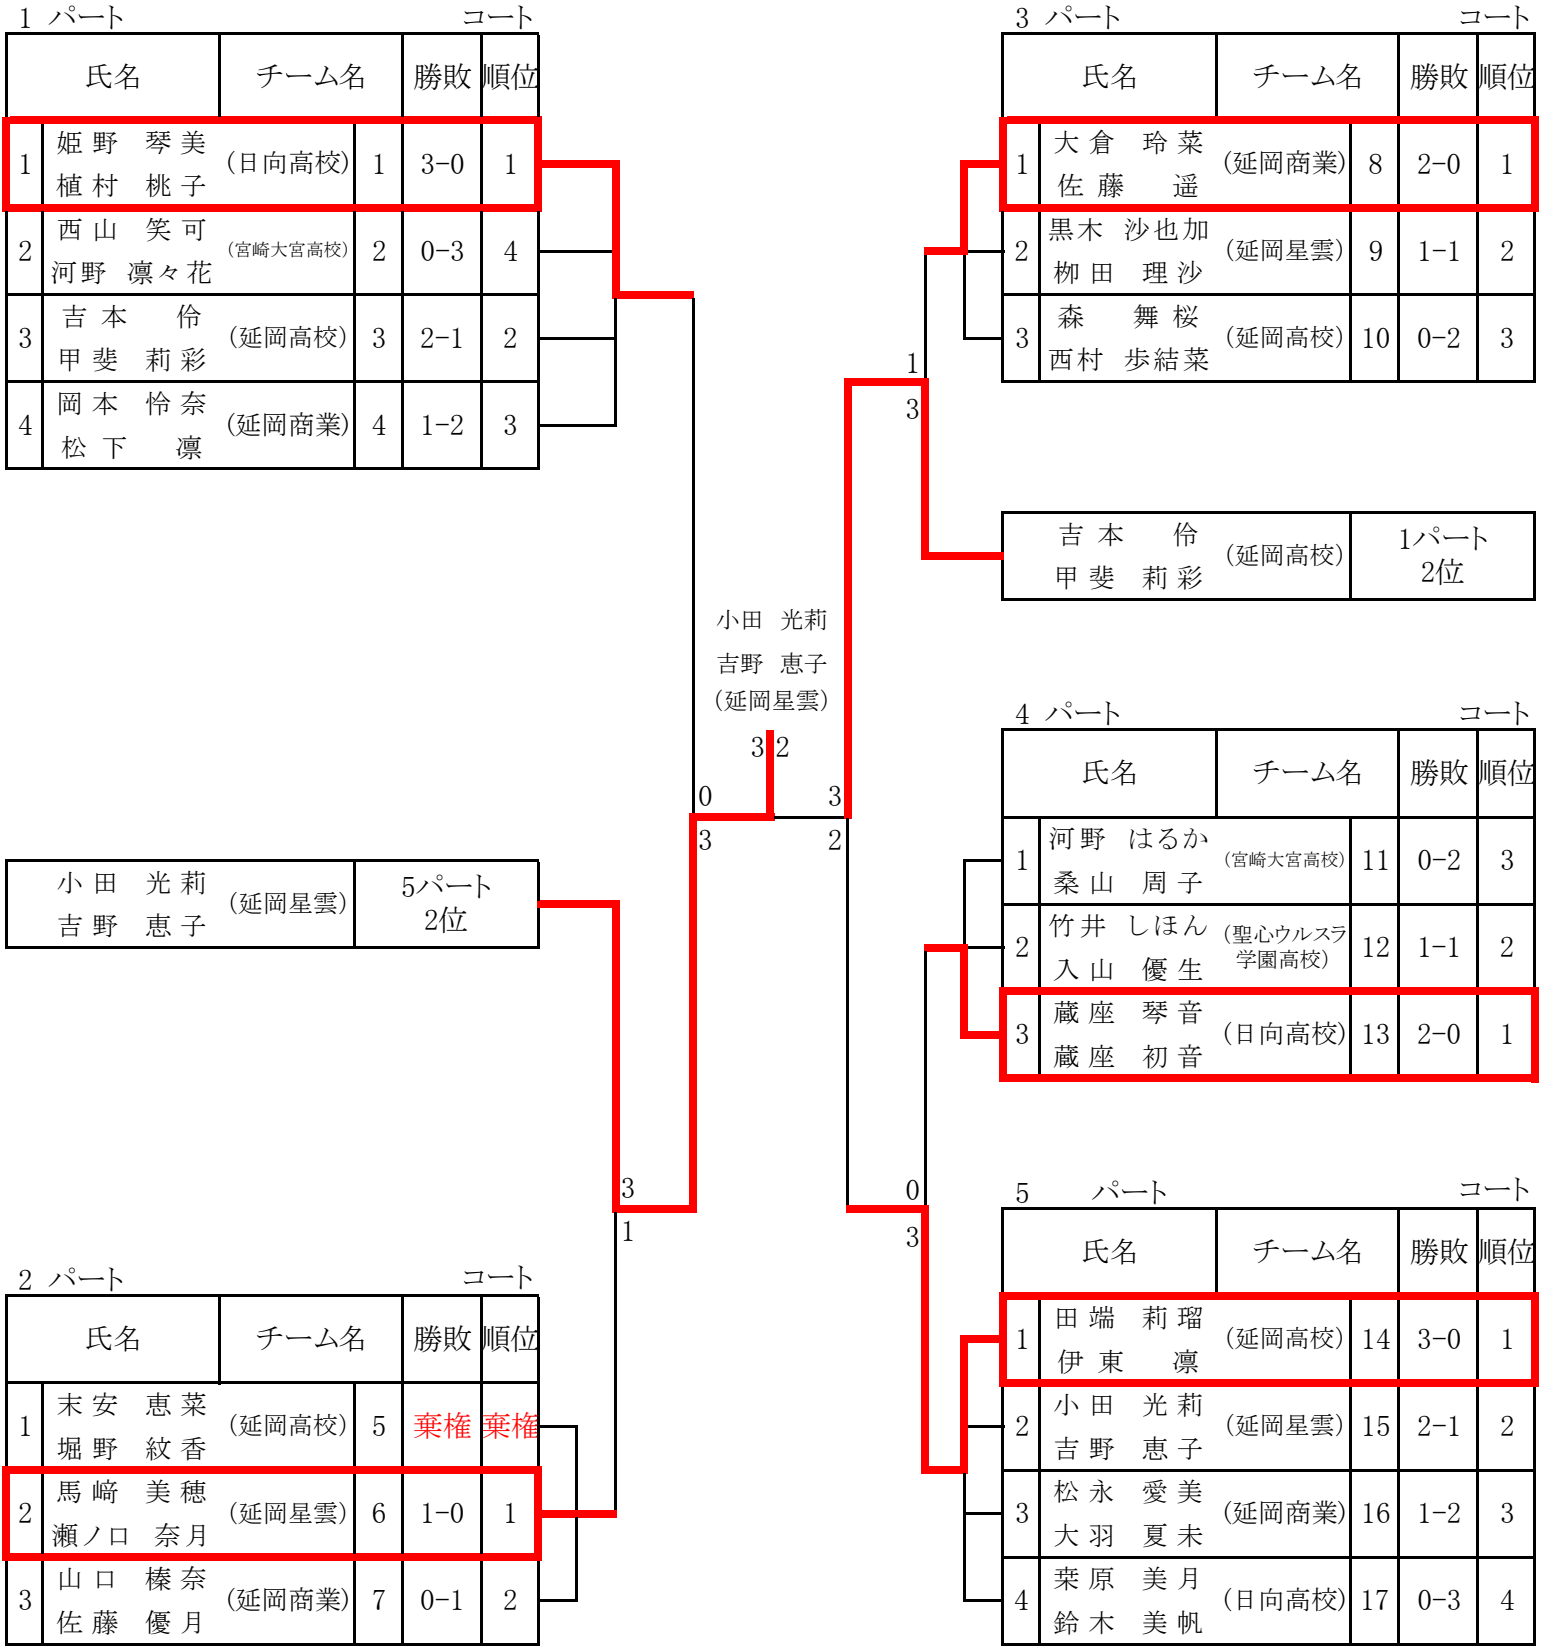 1 パート コート
氏名 チーム名 勝敗 順位
1 姫野 琴美 植村 桃子 (日向高校) 1 3-0 1
2 西山 笑可 河野 凛々花 (宮崎大宮高校) 2 0-3 4
3 吉本 伶 甲斐 莉彩 (延岡高校) 3 2-1 2
4 岡本 怜奈 松下 凛 (延岡商業) 4 1-2 3
小田 光莉 吉野 恵子 (延岡星雲) 5パート 2位
2 パート コート
氏名 チーム名 勝敗 順位
1 末安 恵菜 堀野 紋香 (延岡高校) 5 棄権 棄権
2 馬﨑 美穂 瀬ノ口 奈月 (延岡星雲) 6 1-0 1
3 山口 榛奈 佐藤 優月 (延岡商業) 7 0-1 2
3
1
0
3
小田 光莉
吉野 恵子
(延岡星雲)
3 2
3
2
1
3
0
3
3 パート コート
氏名 チーム名 勝敗 順位
1 大倉 玲菜 佐藤 遥 (延岡商業) 8 2-0 1
2 黒木 沙也加 栁田 理沙 (延岡星雲) 9 1-1 2
3 森 舞桜 西村 歩結菜 (延岡高校) 10 0-2 3
吉本 伶 甲斐 莉彩 (延岡高校) 1パート 2位
4 パート コート
氏名 チーム名 勝敗 順位
1 河野 はるか 桑山 周子 (宮崎大宮高校) 11 0-2 3
2 竹井 しほん 入山 優生 (聖心ウルスラ学園高校) 12 1-1 2
3 蔵座 琴音 蔵座 初音 (日向高校) 13 2-0 1
5 パート コート
氏名 チーム名 勝敗 順位
1 田端 莉瑠 伊東 凛 (延岡高校) 14 3-0 1
2 小田 光莉 吉野 恵子 (延岡星雲) 15 2-1 2
3 松永 愛美 大羽 夏未 (延岡商業) 16 1-2 3
4 桒原 美月 鈴木 美帆 (日向高校) 17 0-3 4